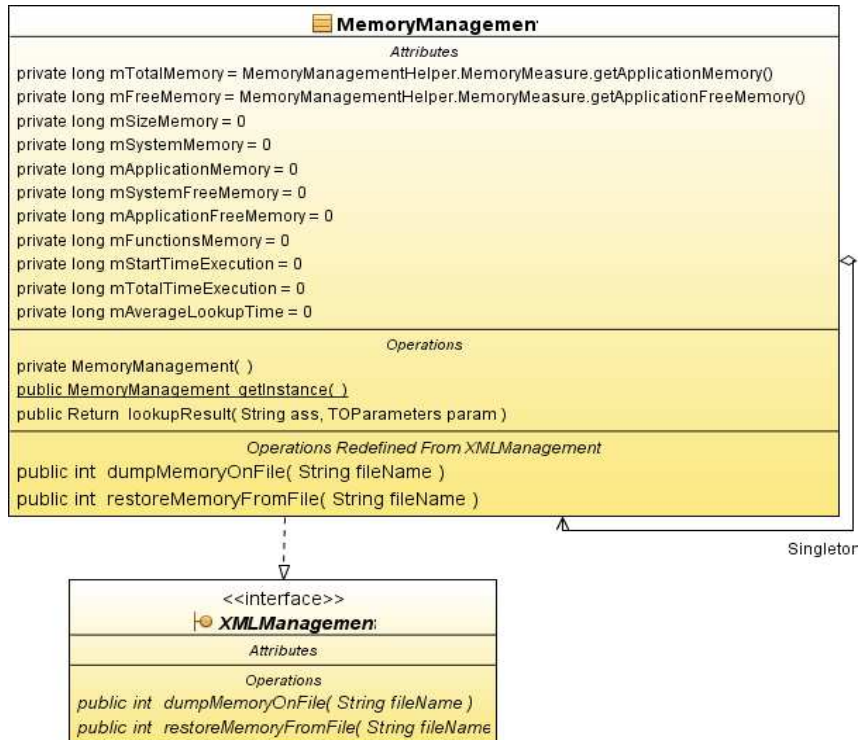 MemoryManagemen
Attributes
private long mTotalMemory = MemoryManagementHelper.MemoryMeasure.getApplicationMemory()
private long mFreeMemory = MemoryManagementHelper.MemoryMeasure.getApplicationFreeMemory()
private long mSizeMemory = 0
private long mSystemMemory = 0
private long mApplicationMemory = 0
private long mSystemFreeMemory = 0
private long mApplicationFreeMemory = 0
private long mFunctionsMemory = 0
private long mStartTimeExecution = 0
private long mTotalTimeExecution = 0
private long mAverageLookupTime = 0
Operations
private MemoryManagement( )
public MemoryManagement getInstance( )
public Return lookupResult( String ass, TOParameters param )
Operations Redefined From XMLManagement
public int dumpMemoryOnFile( String fileName )
public int restoreMemoryFromFile( String fileName )
Singleton
<<interface>>
XMLManagemen
Attributes
Operations
public int dumpMemoryOnFile( String fileName )
public int restoreMemoryFromFile( String fileName